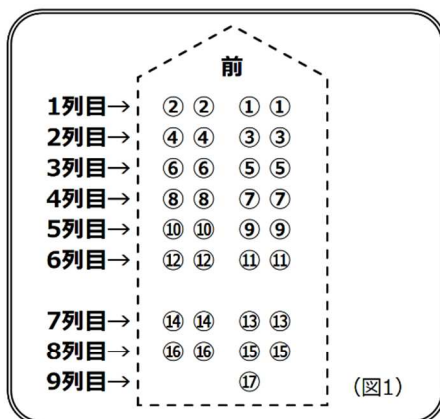 前
1列目→ ② ② ① ①
2列目→ ④ ④ ③ ③
3列目→ ⑥ ⑥ ⑤ ⑤
4列目→ ⑧ ⑧ ⑦ ⑦
5列目→ ⑩ ⑩ ⑨ ⑨
6列目→ ⑫ ⑫ ⑪ ⑪
7列目→ ⑭ ⑭ ⑬ ⑬
8列目→ ⑯ ⑯ ⑮ ⑮
9列目→ ⑰
(図1)